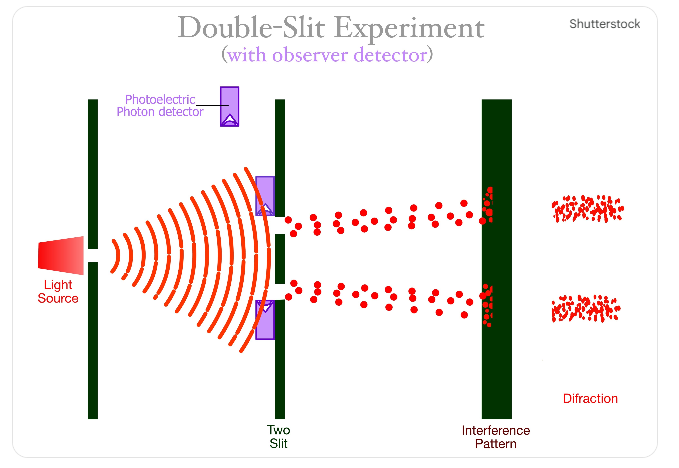 Double-Slit Experiment
Shutterstock
(with observer detector)
Photoelectric
Photon detector
Light
Source
Two
Slit
Interference
Pattern
Difraction